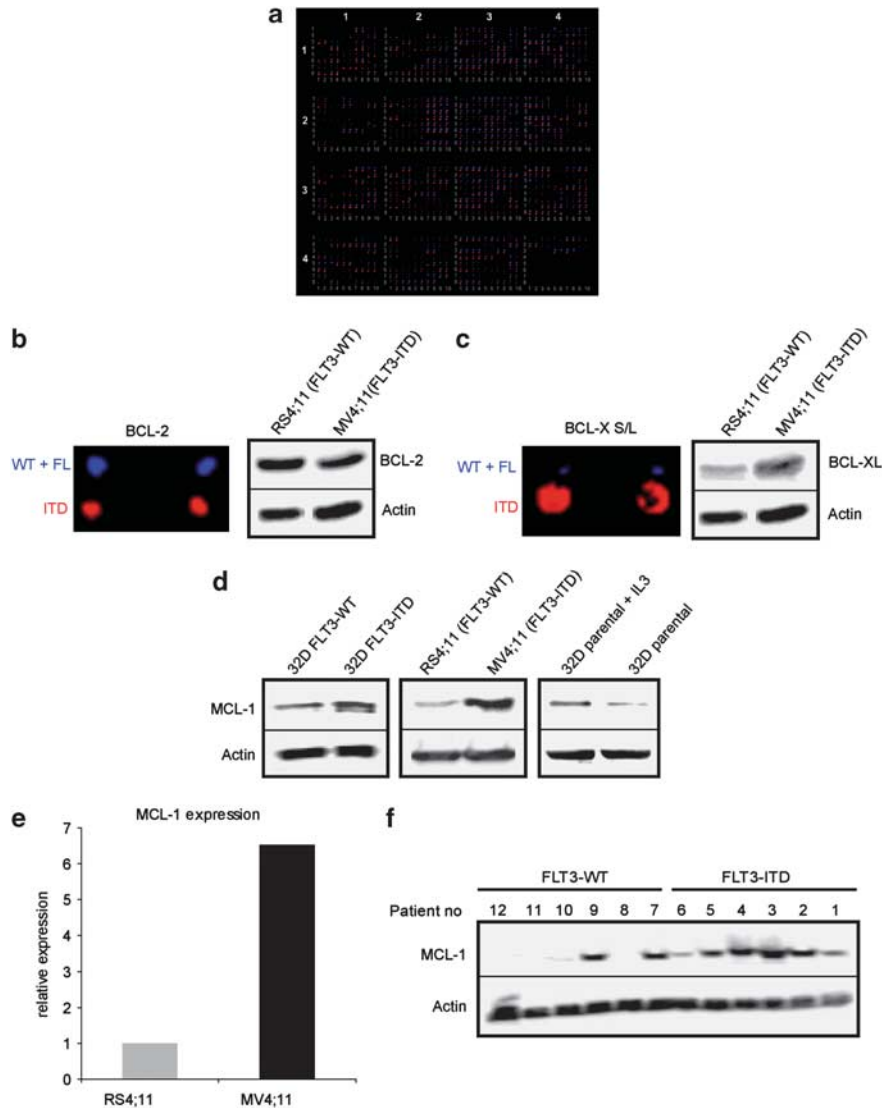 a
1 2 3 4
1
2
3
4
b
BCL-2
WT + FL
ITD
RS4;11 (FLT3-WT)
MV4;11(FLT3-ITD)
BCL-2
Actin
c
BCL-X S/L
WT + FL
ITD
RS4;11 (FLT3-WT)
MV4;11 (FLT3-ITD)
BCL-XL
Actin
d
32D FLT3-WT
32D FLT3-ITD
RS4;11 (FLT3-WT)
MV4;11 (FLT3-ITD)
32D parental + IL3
32D parental
MCL-1
Actin
e
MCL-1 expression
relative expression
7
6
5
4
3
2
1
0
RS4;11 MV4;11
f
FLT3-WT FLT3-ITD
Patient no 12 11 10 9 8 7 6 5 4 3 2 1
MCL-1
Actin